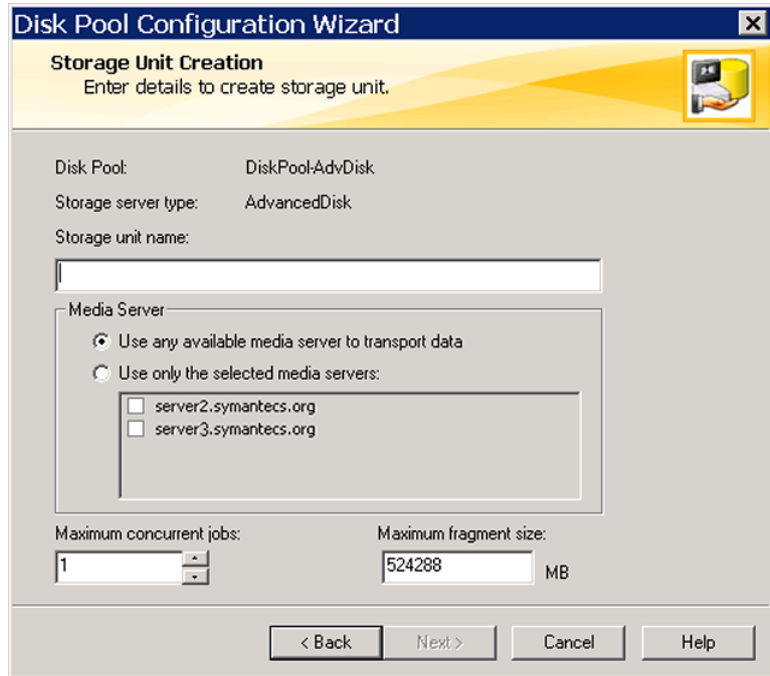 Disk Pool Configuration Wizard
Storage Unit Creation
Enter details to create storage unit.
Disk Pool: DiskPool-AdvDisk
Storage server type: AdvancedDisk
Storage unit name:
Media Server
Use any available media server to transport data
Use only the selected media servers:
server2.symantecs.org
server3.symantecs.org
Maximum concurrent jobs: Maximum fragment size:
1 524288 MB
< Back Next > Cancel Help